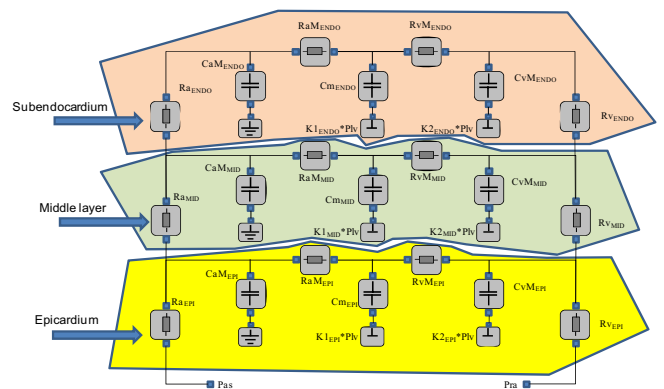 RaM_ENDO RvM_ENDO
CaM_ENDO Cm_ENDO CvM_ENDO
Ra_ENDO
Subendocardium
K1_ENDO*Plv K2_ENDO*Plv Rv_ENDO
CaM_MID RaM_MID RvM_MID CvM_MID
Ra_MID Cm_MID
Middle layer
K1_MID*Plv K2_MID*Plv Rv_MID
CaM_EPI RaM_EPI RvM_EPI CvM_EPI
Ra_EPI Cm_EPI
Epicardium
K1_EPI*Plv K2_EPI*Plv Rv_EPI
Pas Pra